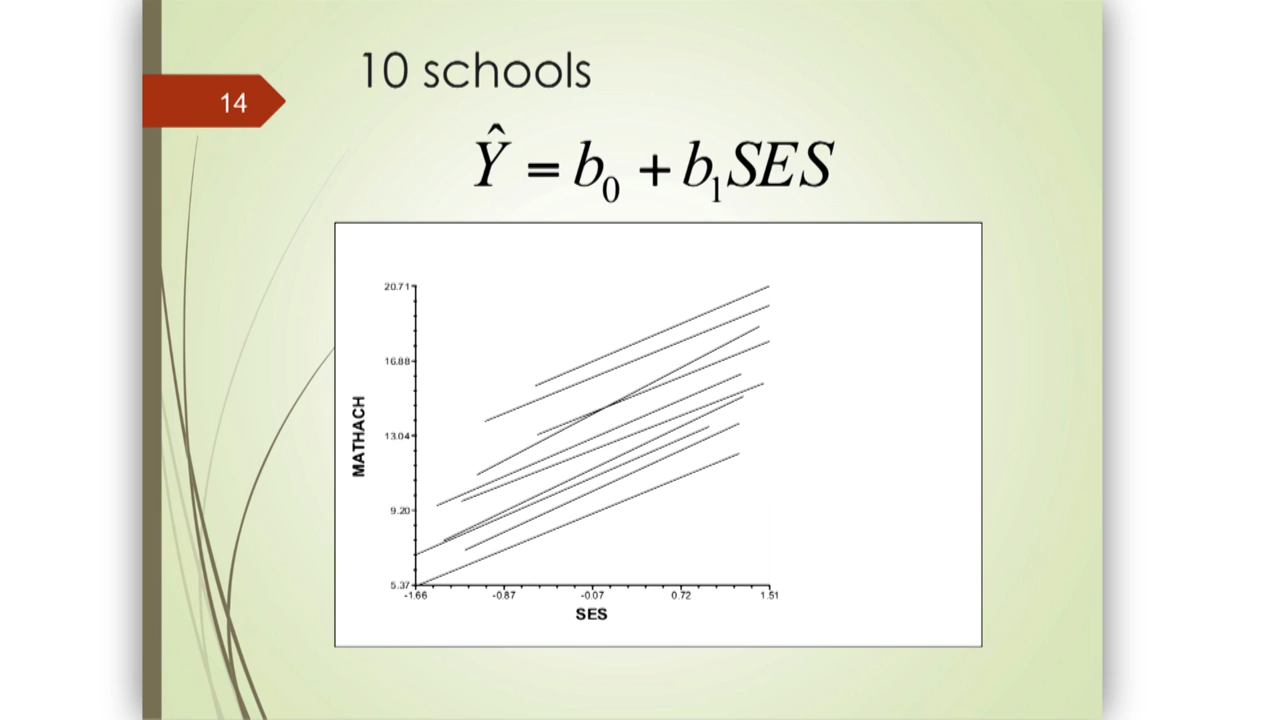 10 schools
14
Ŷ = b₀ + b₁SES
20.71
16.88
13.04
9.20
5.37
MATHACH
-1.66 -0.87 -0.07 0.72 1.51
SES